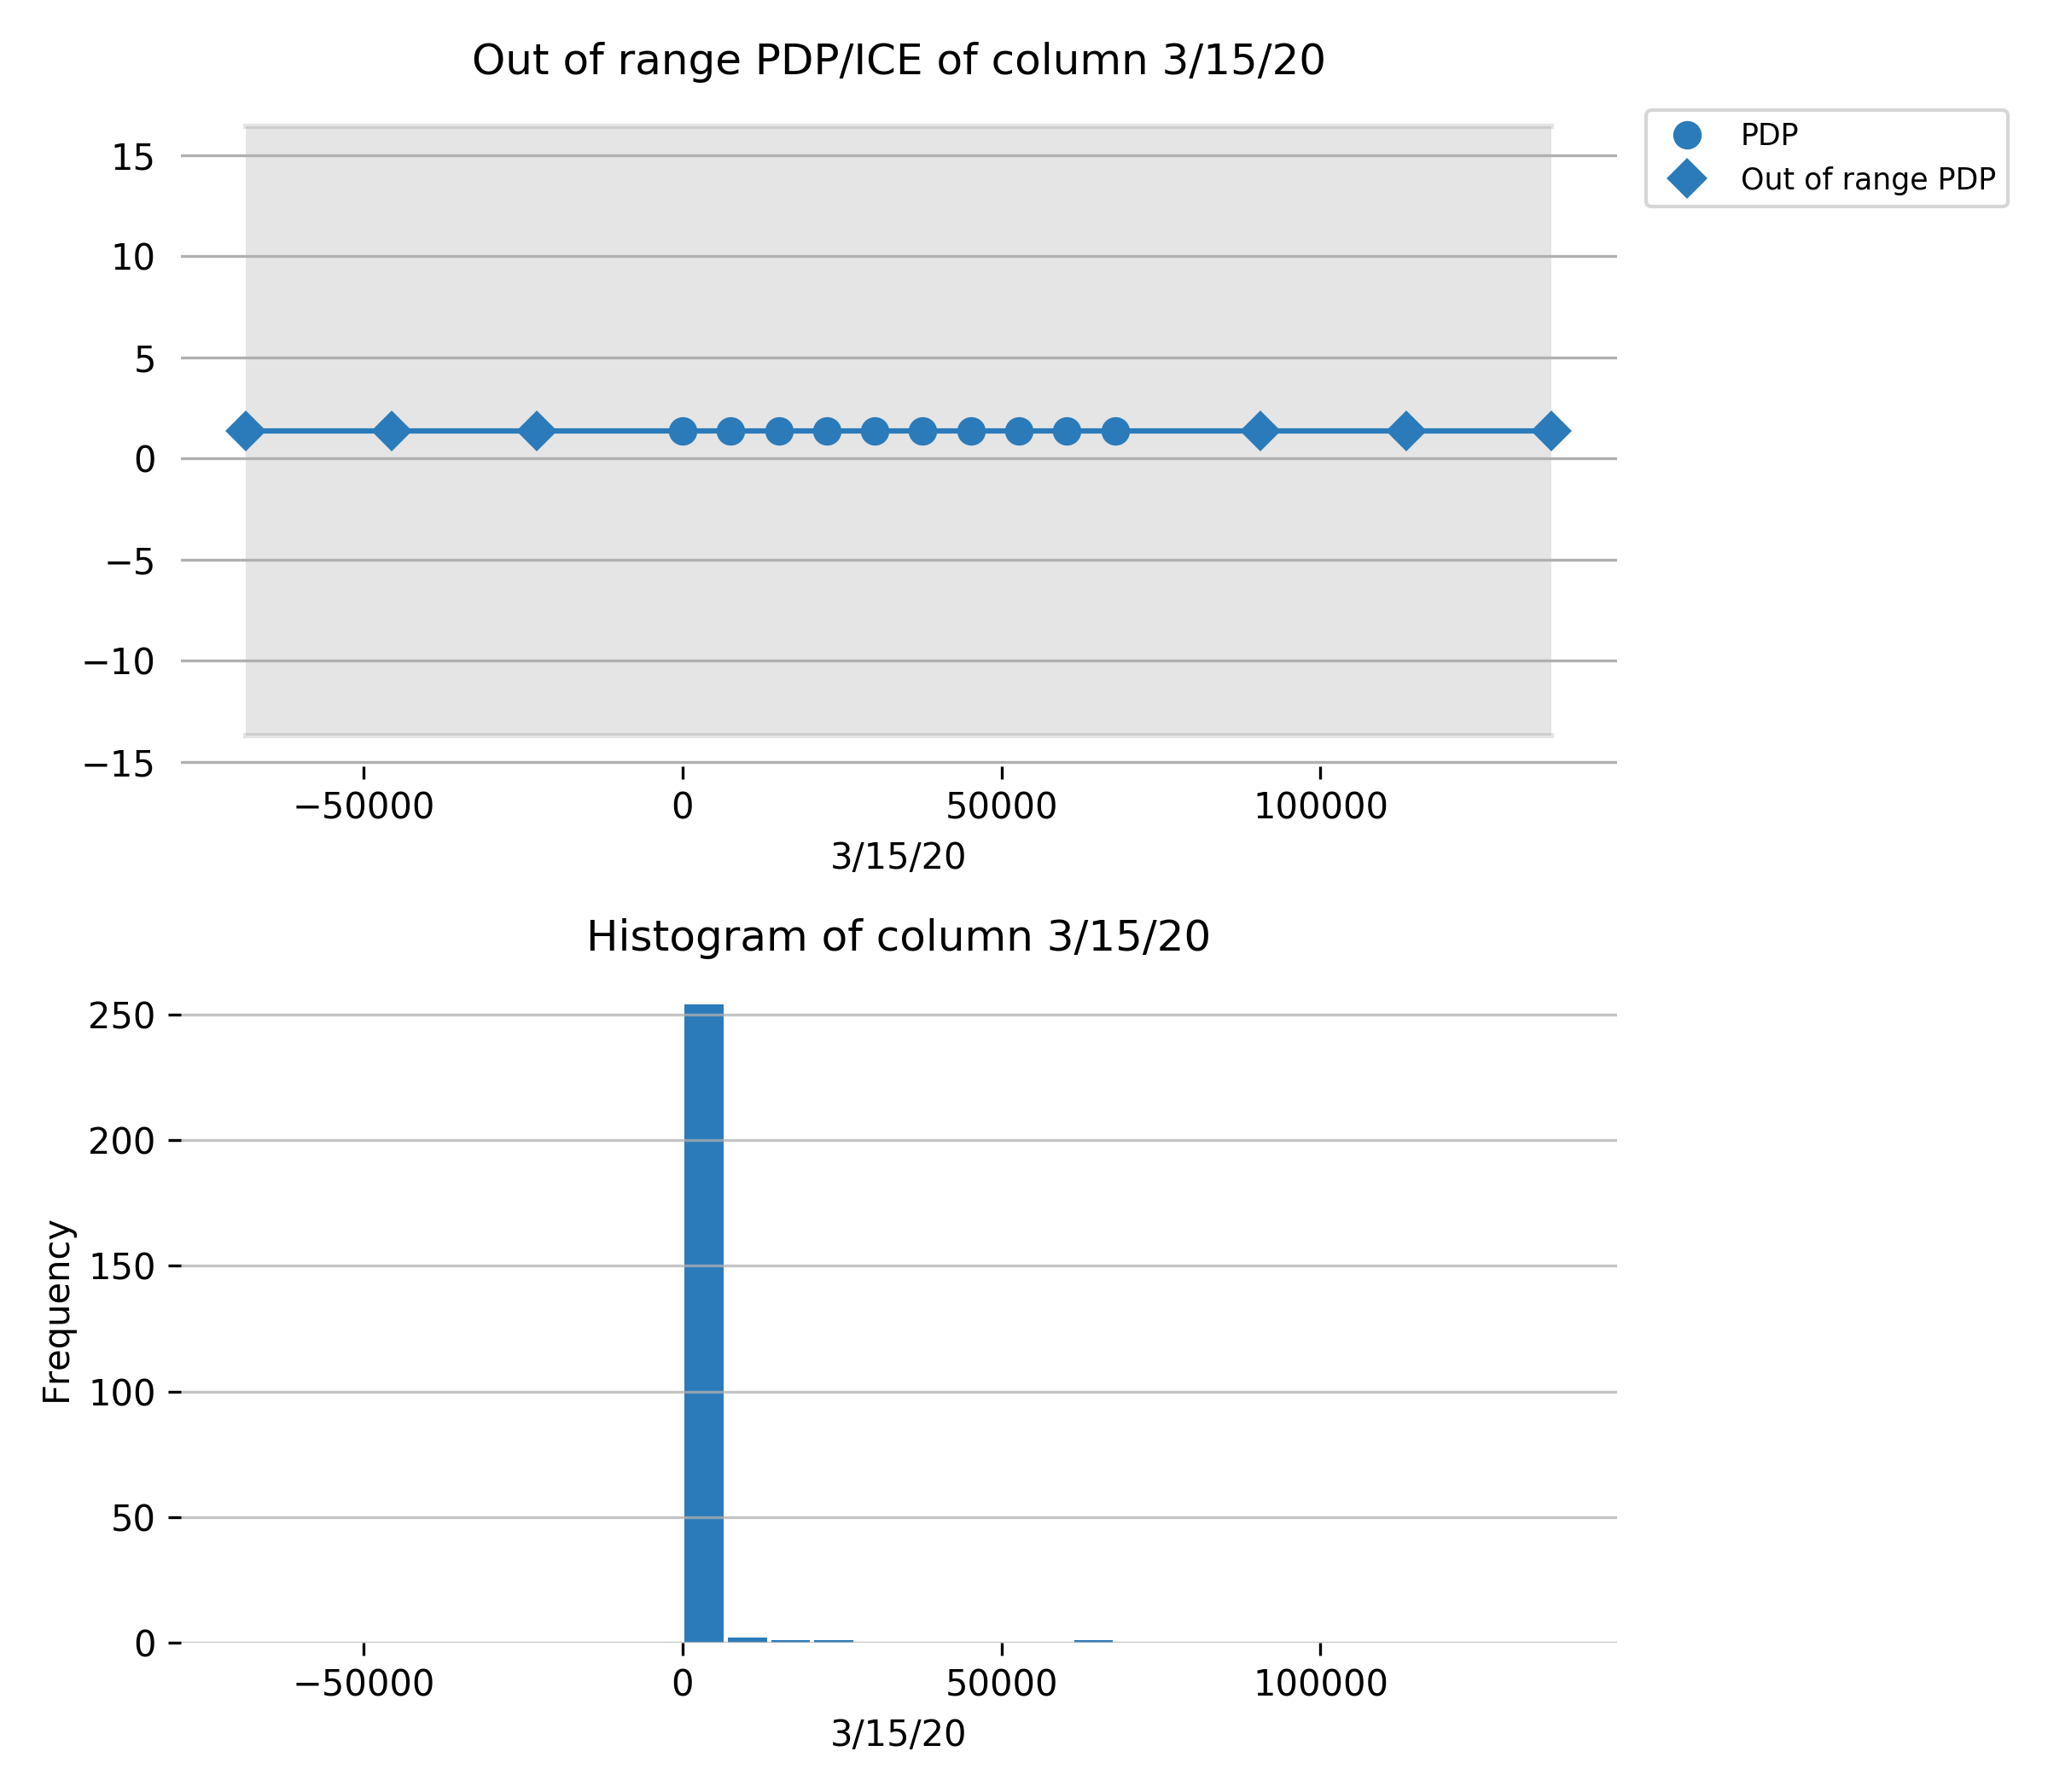 Out of range PDP/ICE of column 3/15/20
PDP
Out of range PDP
15
10
5
0
−5
−10
−15
−50000 0 50000 100000
3/15/20
Histogram of column 3/15/20
Frequency
250
200
150
100
50
0
−50000 0 50000 100000
3/15/20